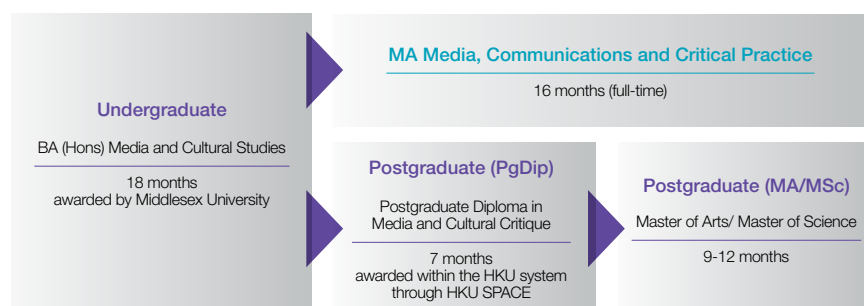 Undergraduate
BA (Hons) Media and Cultural Studies
18 months
awarded by Middlesex University
MA Media, Communications and Critical Practice
16 months (full-time)
Postgraduate (PgDip)
Postgraduate Diploma in
Media and Cultural Critique
7 months
awarded within the HKU system
through HKU SPACE
Postgraduate (MA/MSc)
Master of Arts/ Master of Science
9-12 months